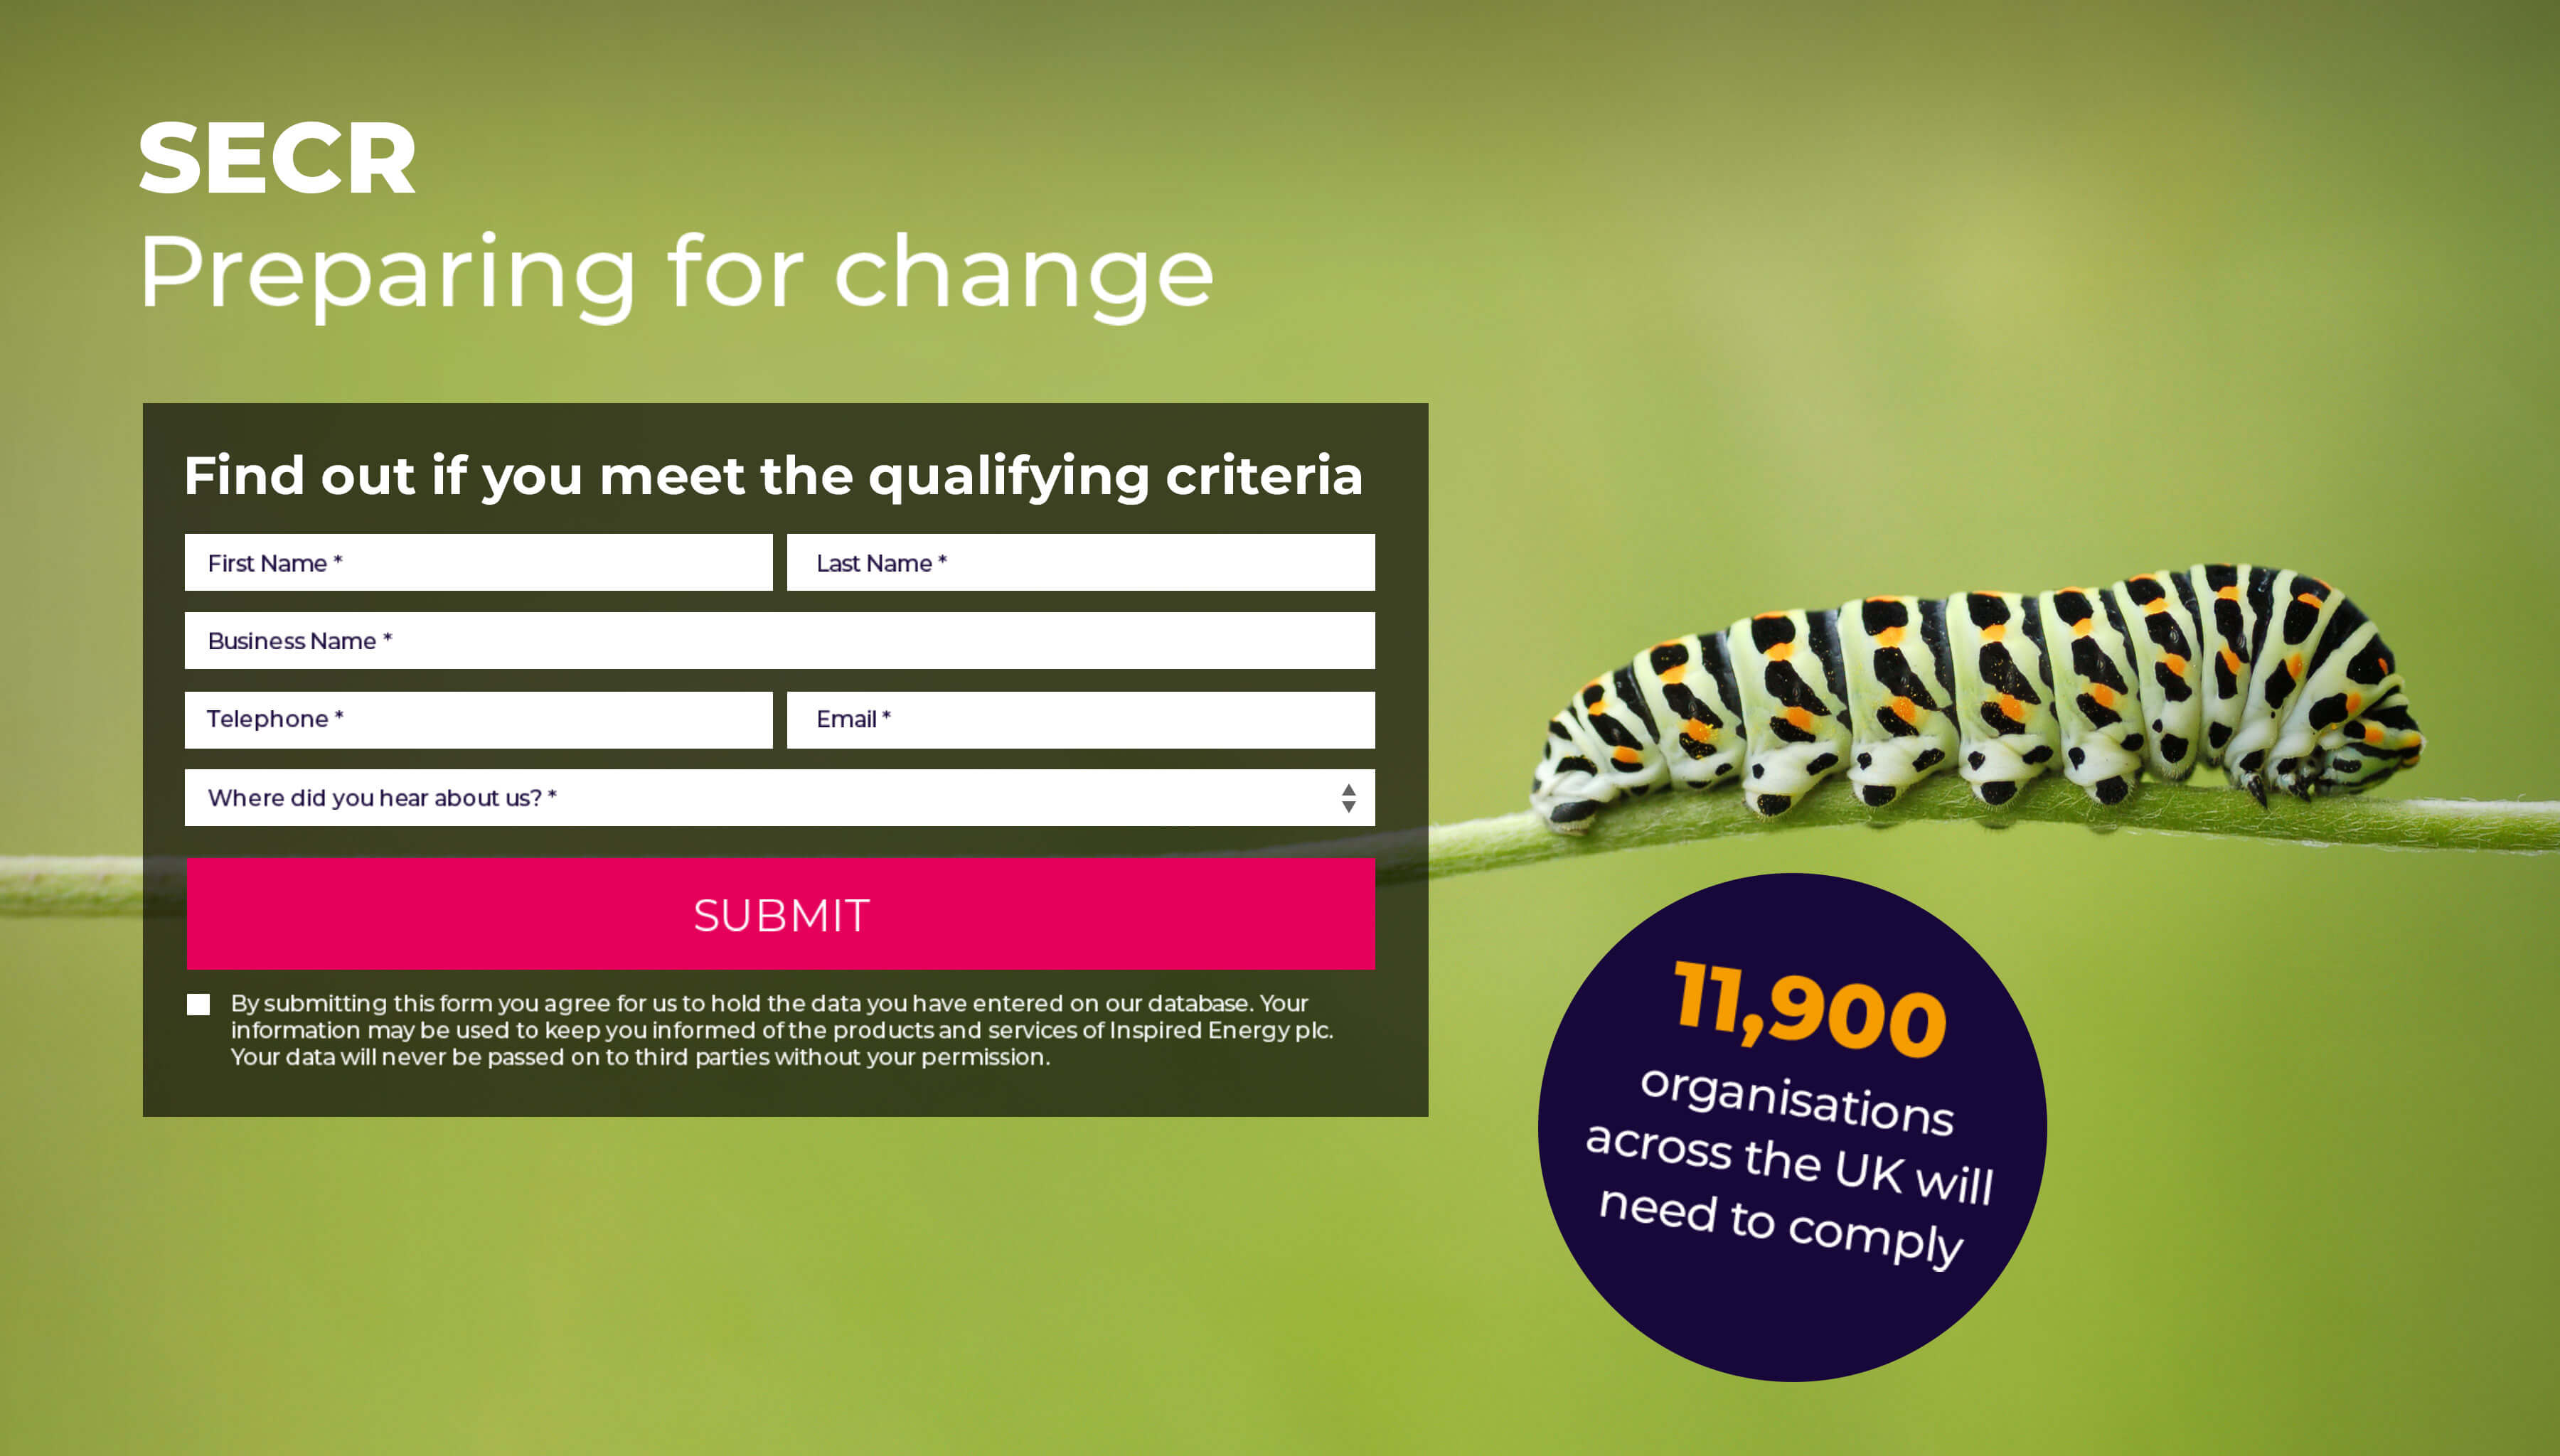 SECR
Preparing for change
Find out if you meet the qualifying criteria
First Name *
Last Name *
Business Name *
Telephone *
Email *
Where did you hear about us? *
SUBMIT
By submitting this form you agree for us to hold the data you have entered on our database. Your
information may be used to keep you informed of the products and services of Inspired Energy plc.
Your data will never be passed on to third parties without your permission.
11,900
organisations
across the UK will
need to comply